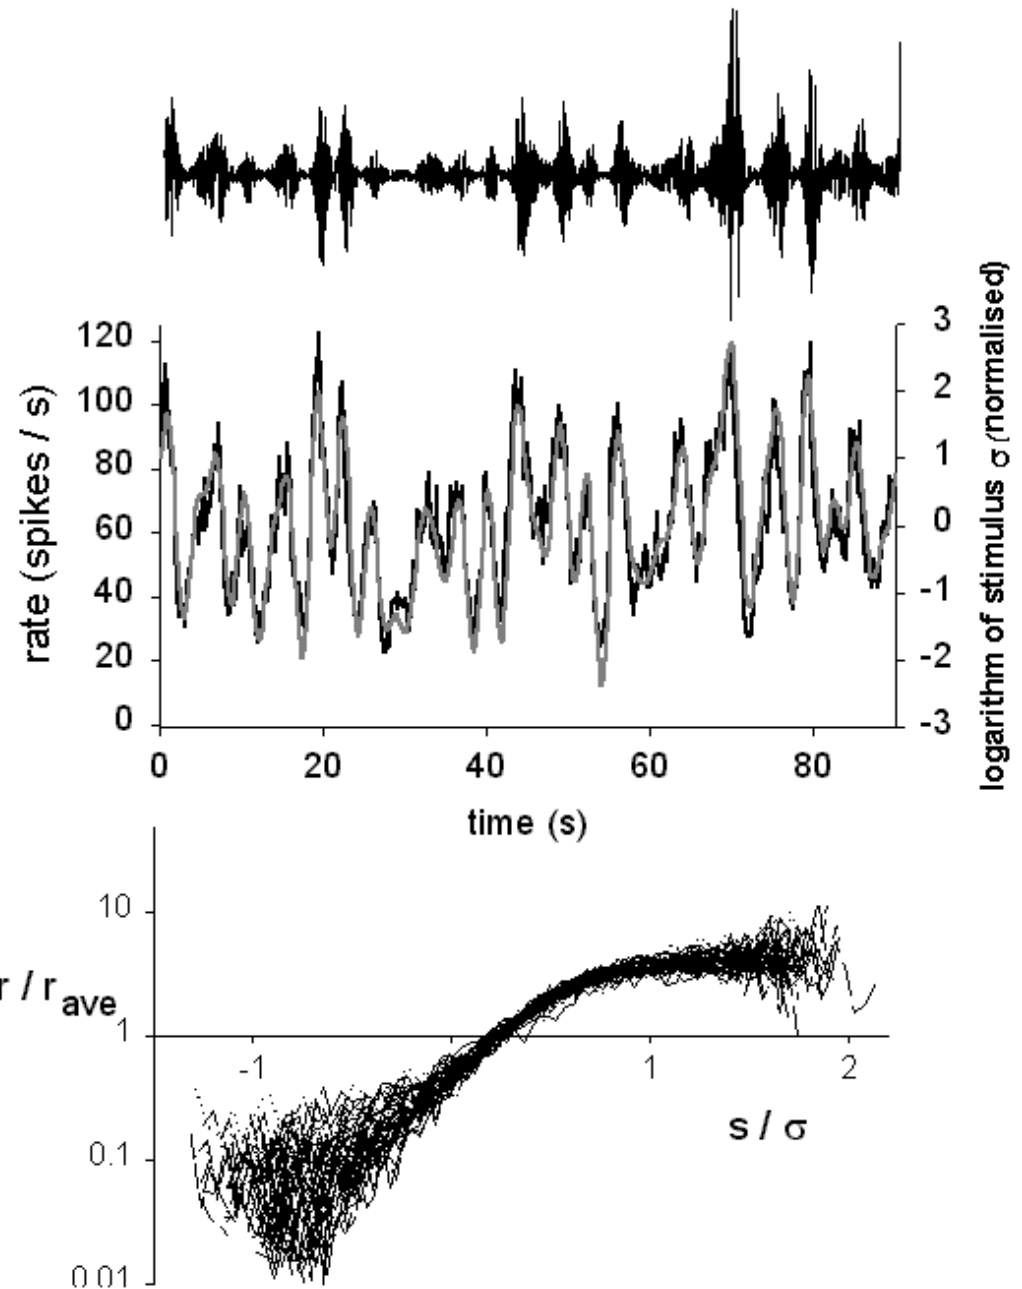 120
100
80
60
40
20
0
rate (spikes / s)
3
2
1
0
-1
-2
-3
logarithm of stimulus σ (normalised)
0 20 40 60 80
time (s)
10
r / r ave
1
0.1
0.01
-1 1 2
s / σ